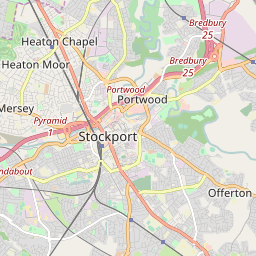 Bredbury
25
Heaton Chapel
Bredbury
25
Heaton Moor
Portwood
Portwood
Mersey
Pyramid
1
Stockport
ndabout
Offerton